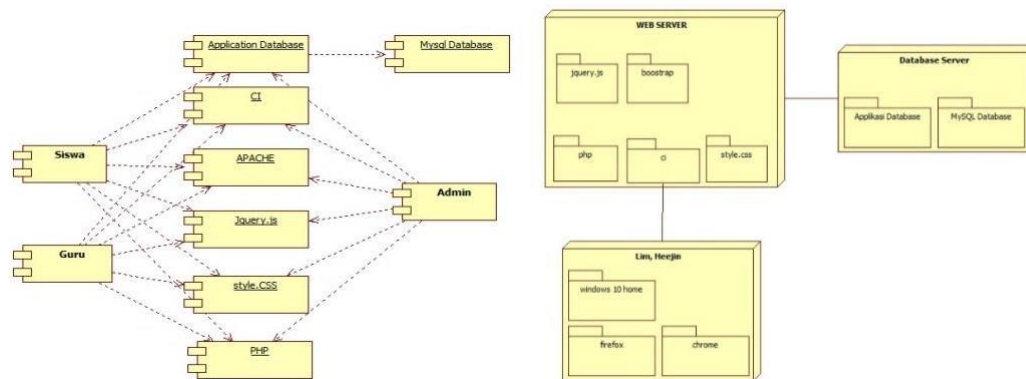 Application Database
Mysql Database
CI
Siswa
APACHE
Admin
Jquery.js
Guru
style.CSS
PHP
WEB SERVER
jquery.js
boostrap
php
ci
style.css
Database Server
Applikasi Database
MySQL Database
Lim, Heejin
windows 10 home
firefox
chrome